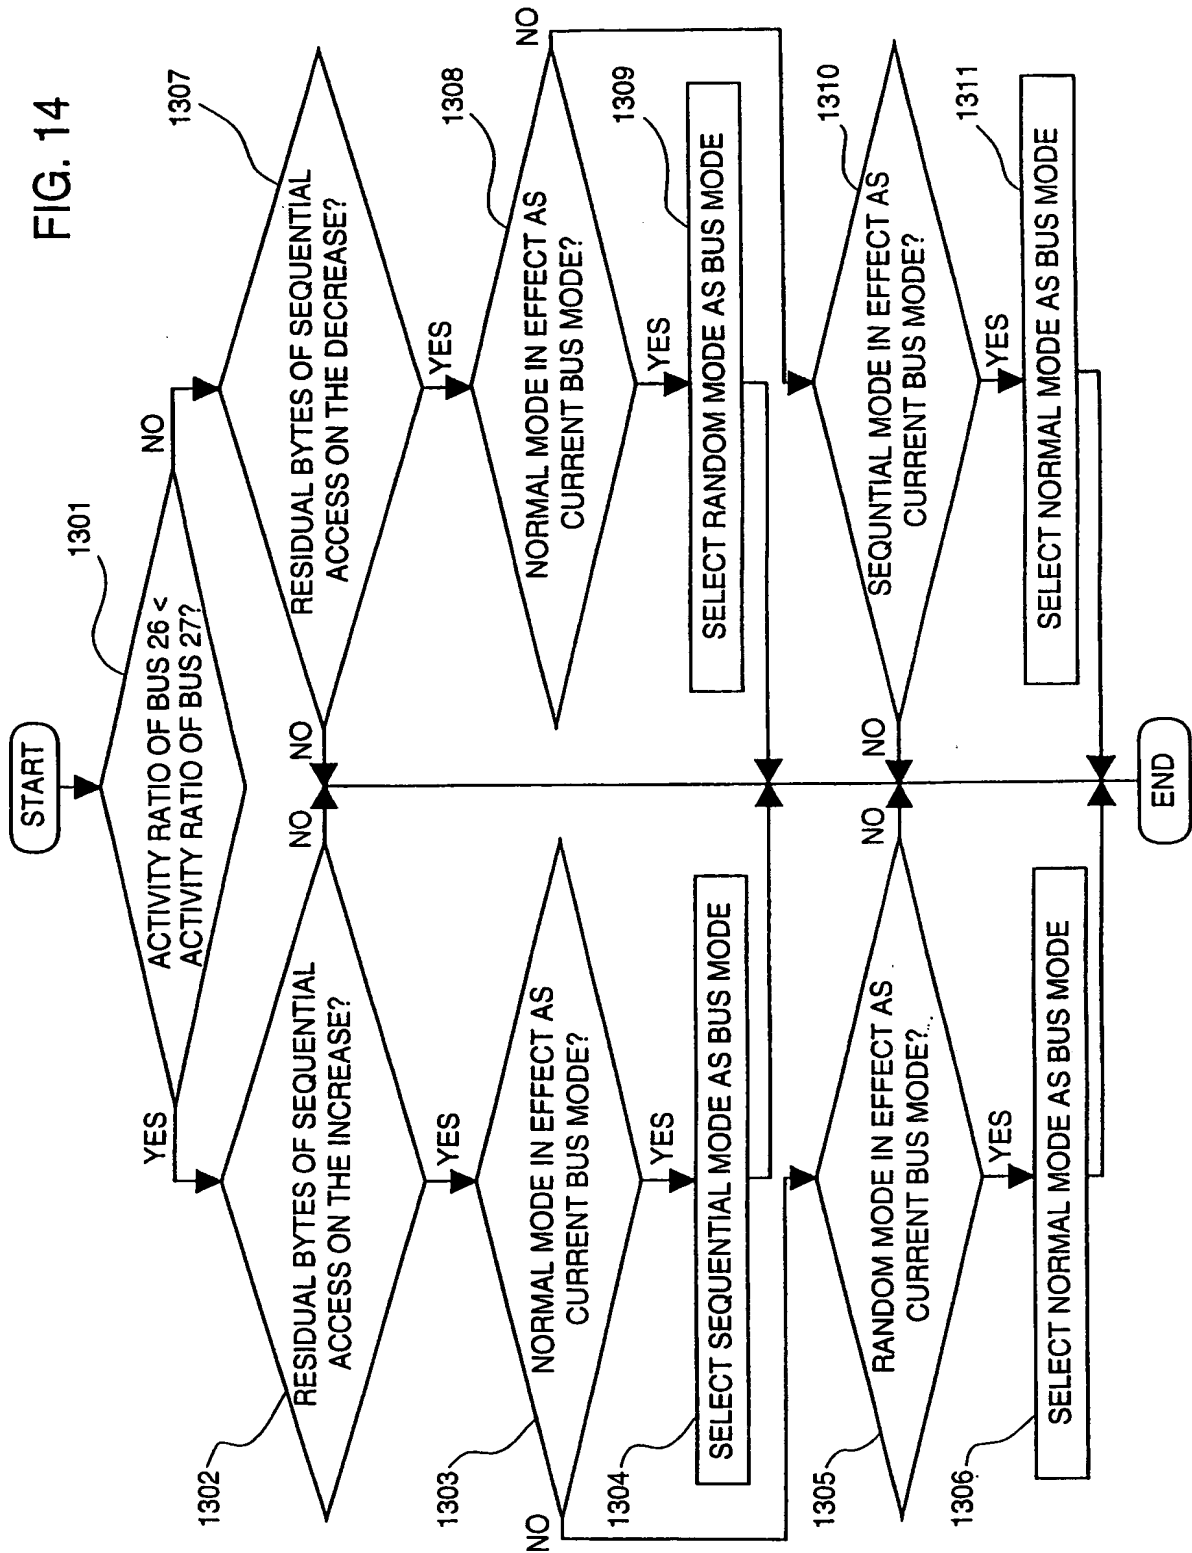 FIG. 14
START
1301
ACTIVITY RATIO OF BUS 26 <
ACTIVITY RATIO OF BUS 27?
YES
NO
1302
RESIDUAL BYTES OF SEQUENTIAL
ACCESS ON THE INCREASE?
NO
YES
1303
NORMAL MODE IN EFFECT AS
CURRENT BUS MODE?
NO
YES
1304
SELECT SEQUENTIAL MODE AS BUS MODE
1305
RANDOM MODE IN EFFECT AS
CURRENT BUS MODE?
NO
YES
1306
SELECT NORMAL MODE AS BUS MODE
1307
RESIDUAL BYTES OF SEQUENTIAL
ACCESS ON THE DECREASE?
NO
YES
1308
NORMAL MODE IN EFFECT AS
CURRENT BUS MODE?
NO
YES
1309
SELECT RANDOM MODE AS BUS MODE
1310
SEQUNTIAL MODE IN EFFECT AS
CURRENT BUS MODE?
NO
YES
1311
SELECT NORMAL MODE AS BUS MODE
END